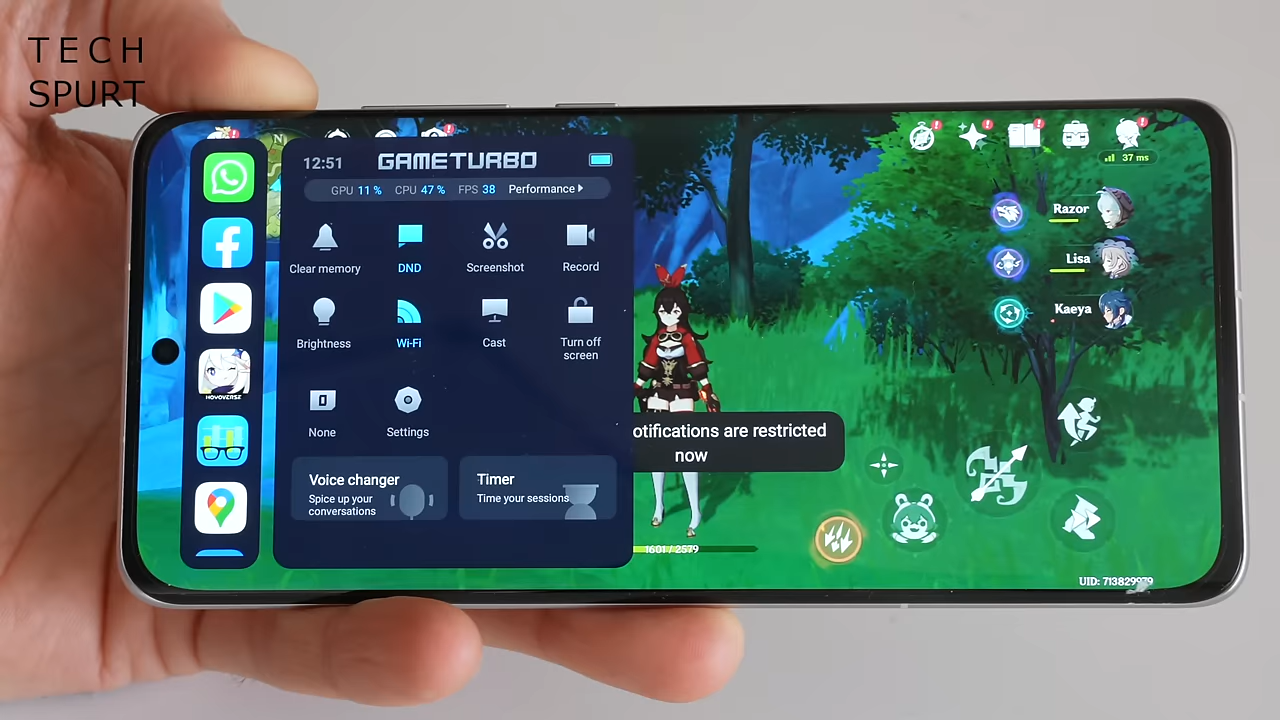 TECH
SPURT
12:51
GAMETURBO
GPU 11 % CPU 47 % FPS 38 Performance
Clear memory
DND
Screenshot
Record
Brightness
Wi-Fi
Cast
Turn off
screen
None
Settings
Voice changer
Spice up your
conversations
Timer
Time your sessions
otifications are restricted
now
37 ms
Razor
Lisa
Kaeya
HOYOVERSE
1601 / 2579
UID: 713829979